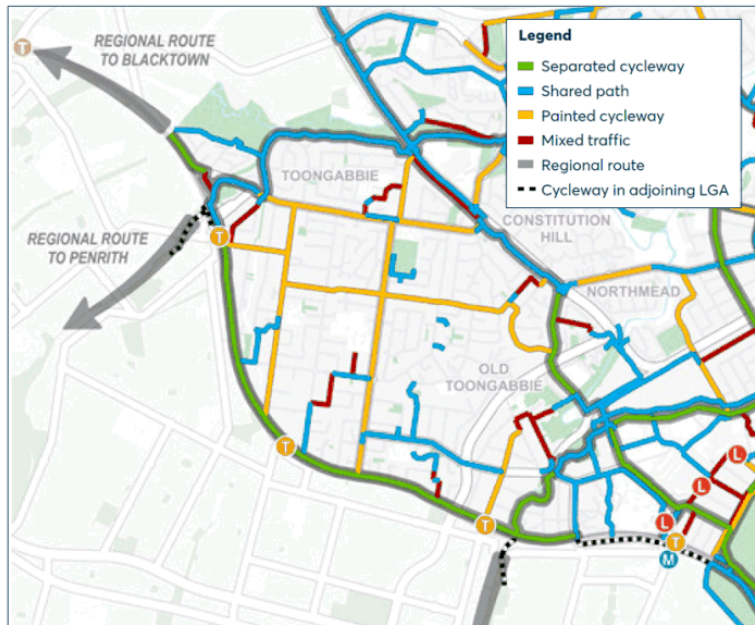 REGIONAL ROUTE
TO BLACKTOWN
T
Legend
Separated cycleway
Shared path
Painted cycleway
Mixed traffic
Regional route
Cycleway in adjoining LGA
TOONGABBIE
CONSTITUTION
HILL
REGIONAL ROUTE
TO PENRITH
T
NORTHMEAD
OLD
TOONGABBIE
T
L
L
T
L
T
M